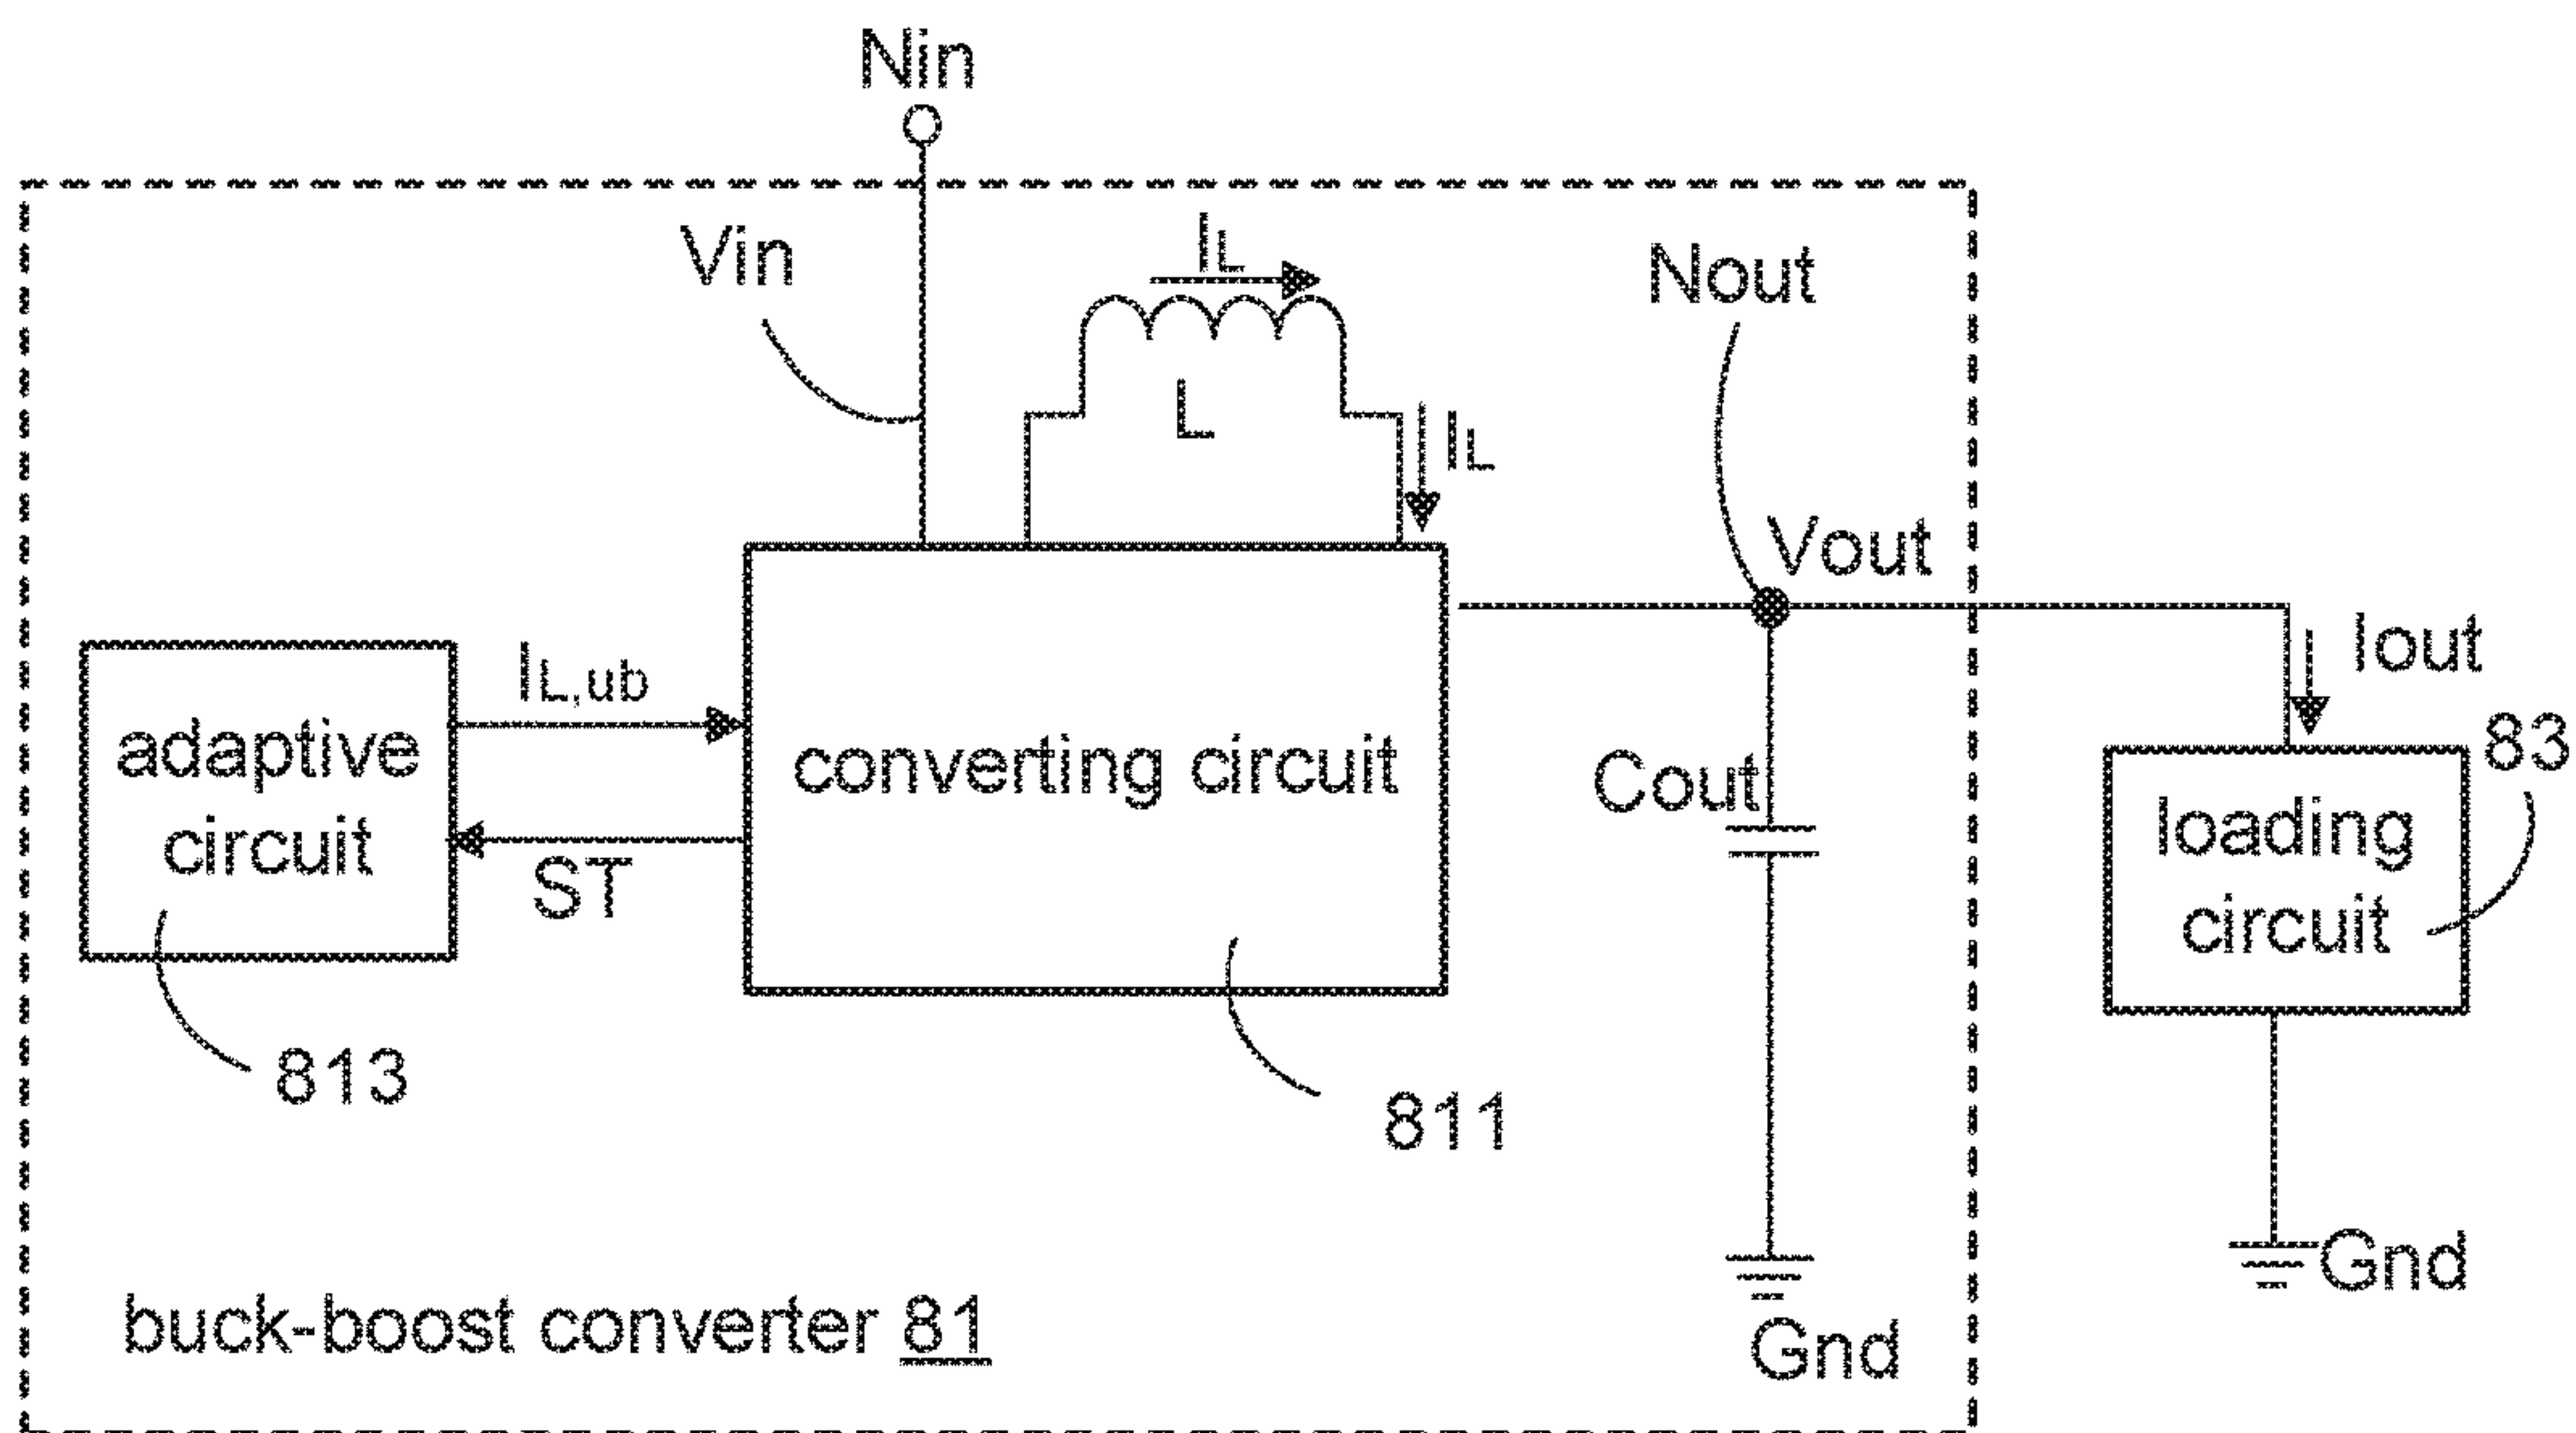 Nin
Vin
IL
Nout
L
IL
Vout
Iout
IL,ub
adaptive
circuit
converting circuit
Cout
83
loading
circuit
ST
813
811
Gnd
buck-boost converter 81
Gnd